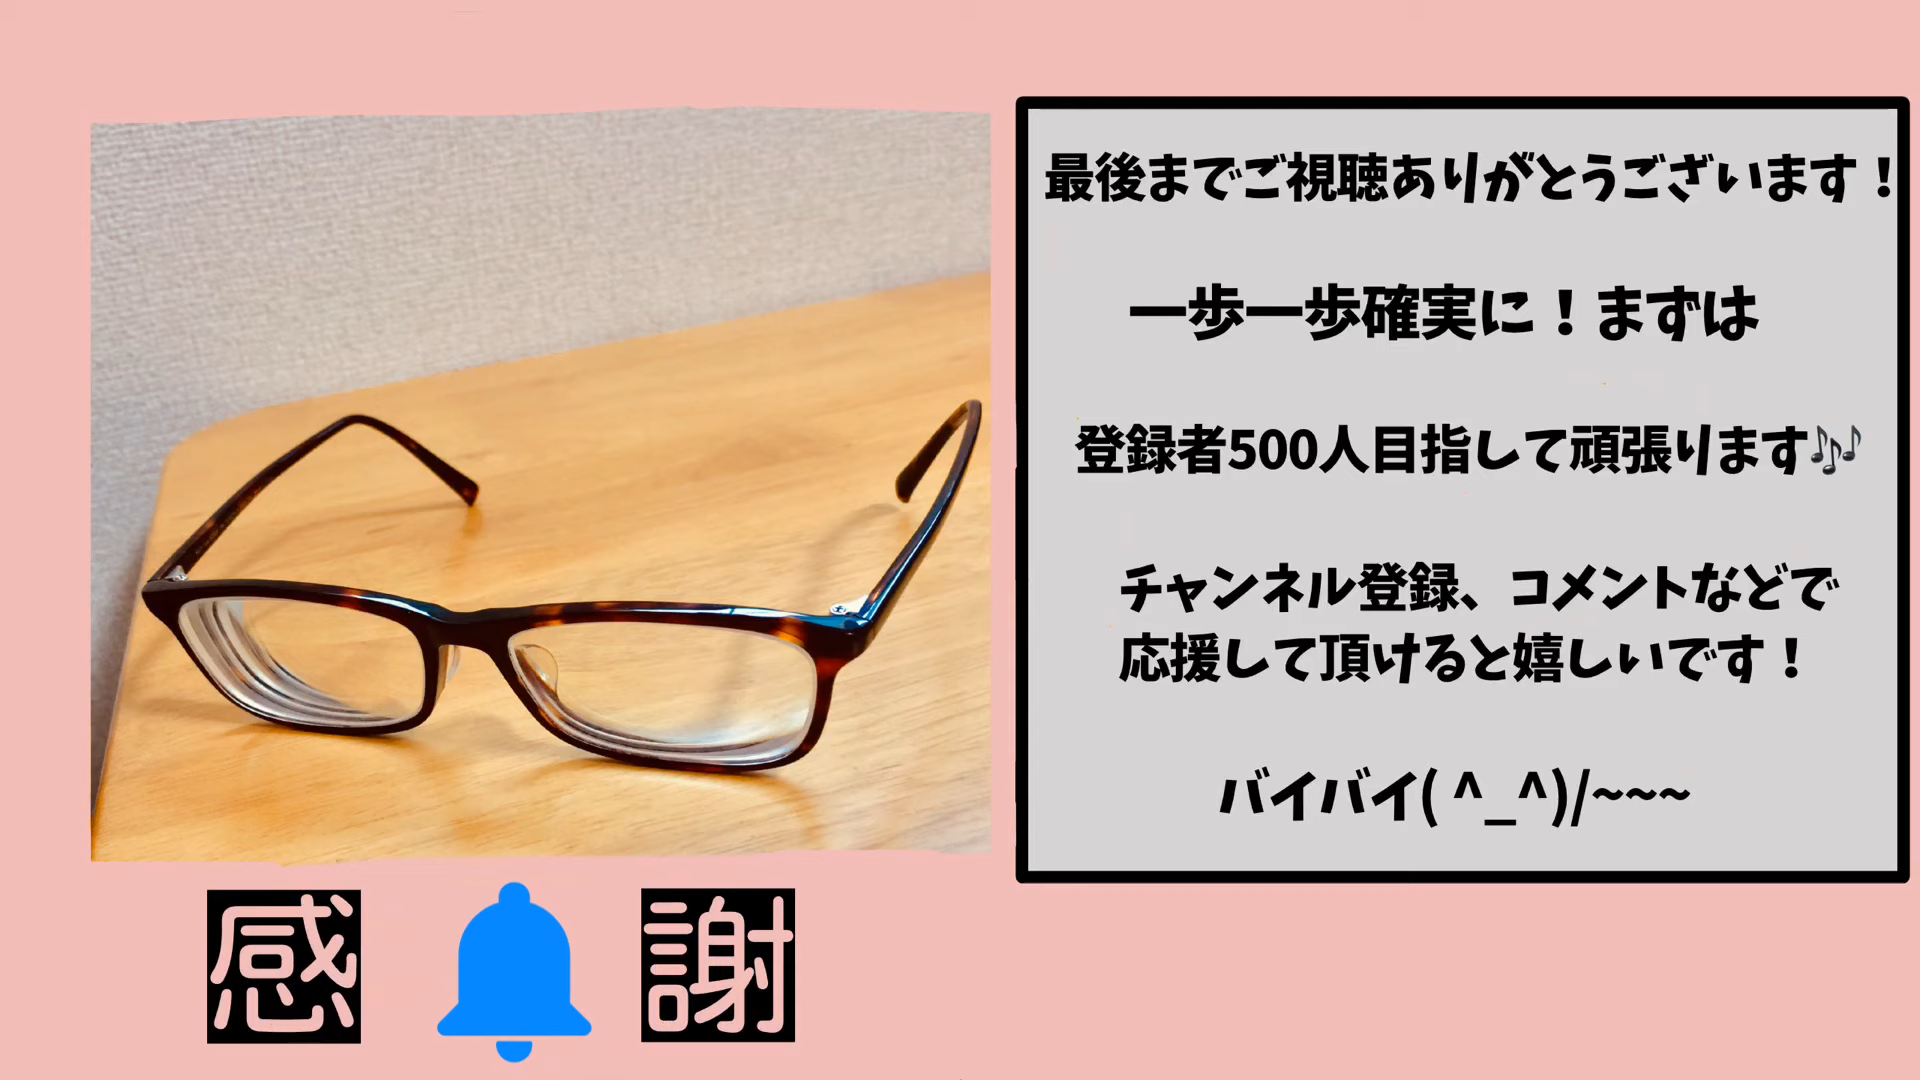 最後までご視聴ありがとうございます！
一歩一歩確実に！まずは
登録者500人目指して頑張ります🎶
チャンネル登録、コメントなどで
応援して頂けると嬉しいです！
バイバイ( ^_^)/~~~
感
謝